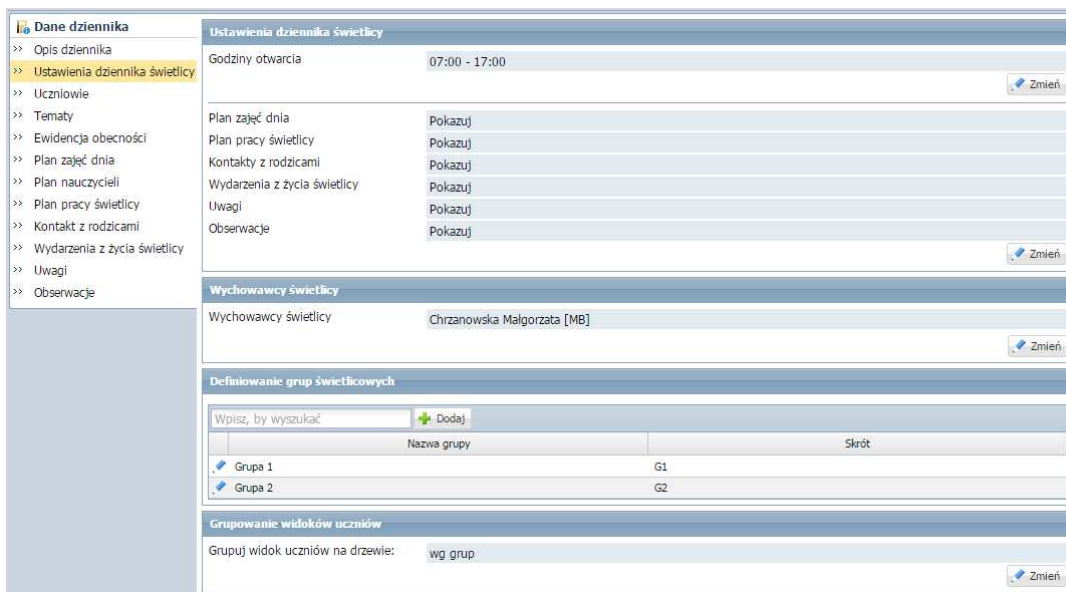 Dane dziennika
Opis dziennika
Ustawienia dziennika świetlicy
Uczniowie
Tematy
Ewidencja obecności
Plan zajęć dnia
Plan nauczycieli
Plan pracy świetlicy
Kontakt z rodzicami
Wydarzenia z życia świetlicy
Uwagi
Obserwacje
Ustawienia dziennika świetlicy
Godziny otwarcia 07:00 - 17:00
Zmień
Plan zajęć dnia Pokazuj
Plan pracy świetlicy Pokazuj
Kontakty z rodzicami Pokazuj
Wydarzenia z życia świetlicy Pokazuj
Uwagi Pokazuj
Obserwacje Pokazuj
Zmień
Wychowawcy świetlicy
Wychowawcy świetlicy Chrzanowska Małgorzata [MB]
Zmień
Definiowanie grup świetlicowych
Wpisz, by wyszukać Dodaj
Nazwa grupy Skrót
Grupa 1 G1
Grupa 2 G2
Grupowanie widoków uczniów
Grupuj widok uczniów na drzewie: wg grup
Zmień